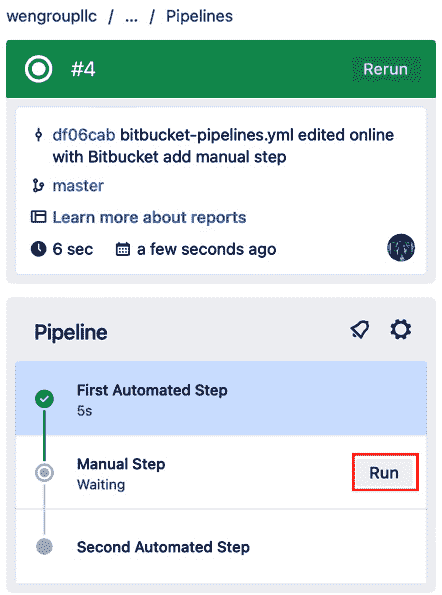 wengroupllc / ... / Pipelines
#4 Rerun
df06cab bitbucket-pipelines.yml edited online
with Bitbucket add manual step
master
Learn more about reports
6 sec a few seconds ago
Pipeline
First Automated Step
5s
Manual Step
Waiting
Run
Second Automated Step